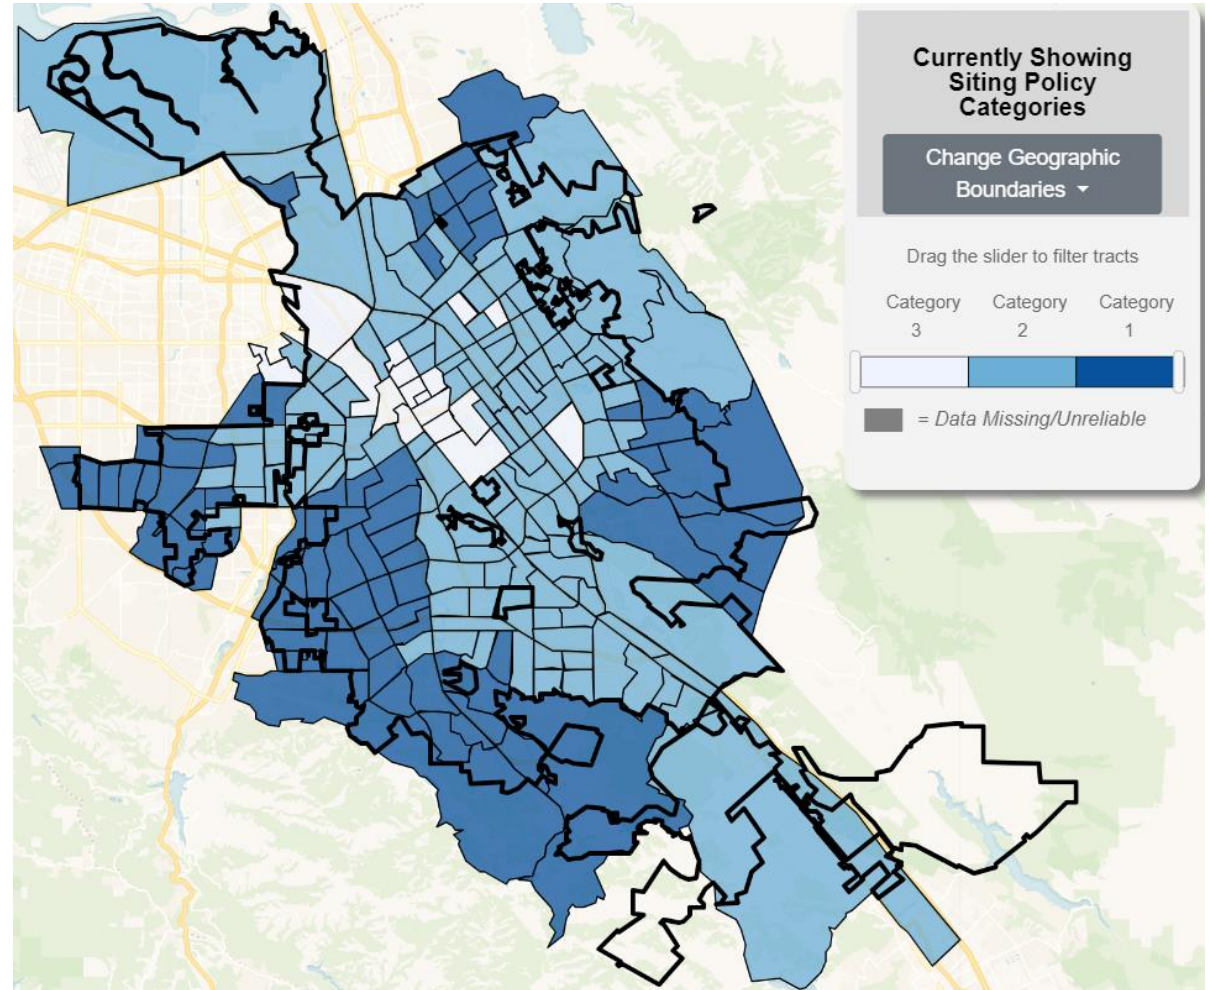 Currently Showing
Siting Policy
Categories
Change Geographic
Boundaries
Drag the slider to filter tracts
Category Category Category
3 2 1
= Data Missing/Unreliable